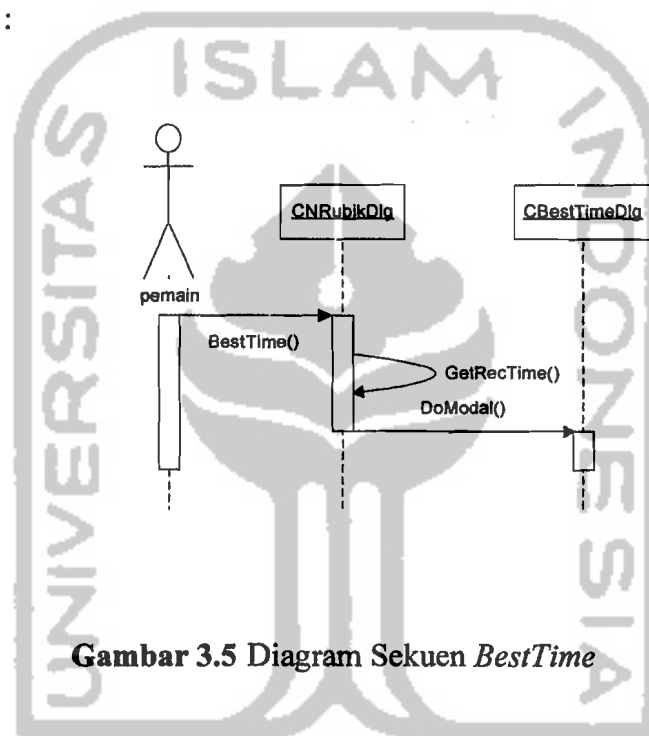 :
ISLAM
UNIVERSITAS
INDONESIA
CNRubikDlg
CBestTimeDlg
pemain
BestTime()
GetRecTime()
DoModal()
Gambar 3.5 Diagram Sekuen BestTime